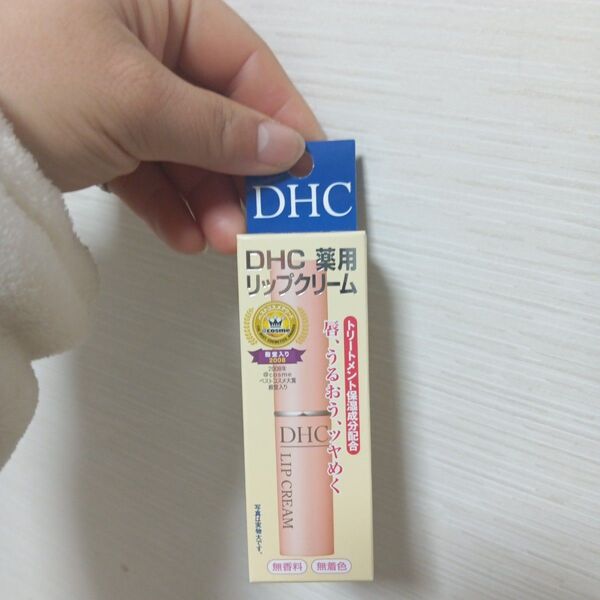 DHC
DHC 薬用
リップクリーム
@cosme
殿堂入り
2008
2008年
@cosme
ベストコスメ大賞
殿堂入り
トリートメント保湿成分配合
唇、うるおう、ツヤめく
DHC
LIP CREAM
写真は実物大です。
無香料
無着色